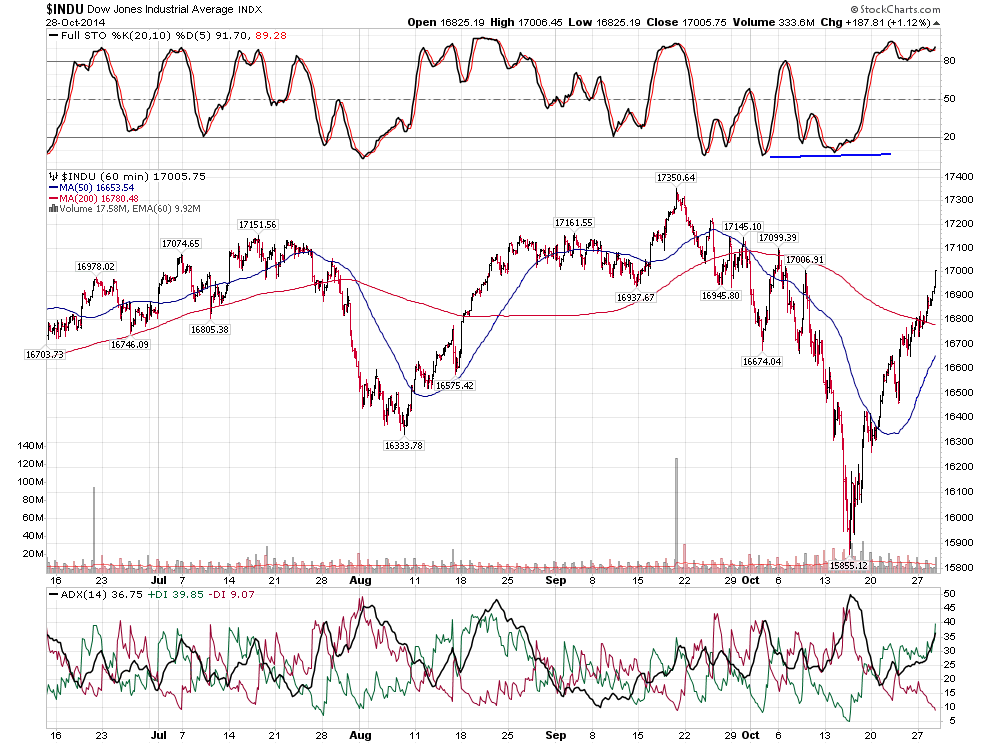 $INDU Dow Jones Industrial Average INDX © StockCharts.com
28-Oct-2014 Open 16825.19 High 17006.45 Low 16825.19 Close 17005.75 Volume 333.6M Chg +187.81 (+1.12%)
Full STO %K(20,10) %D(5) 91.70, 89.28
80
50
20
$INDU (60 min) 17005.75
MA(50) 16653.54
MA(200) 16780.48
Volume 17.58M, EMA(60) 9.92M
17350.64
17151.56
17161.55
17145.10
17074.65
17099.39
16978.02
17006.91
16937.67
16945.80
16805.38
16746.09
16703.73
16674.04
16575.42
16333.78
15855.12
17400
17300
17200
17100
17000
16900
16800
16700
16600
16500
16400
16300
16200
16100
16000
15900
15800
140M
120M
100M
80M
60M
40M
20M
16 23 Jul 7 14 21 28 Aug 11 18 25 Sep 8 15 22 29 Oct 6 13 20 27
ADX(14) 36.75 +DI 39.85 -DI 9.07
50
45
40
35
30
25
20
15
10
5
16 23 Jul 7 14 21 28 Aug 11 18 25 Sep 8 15 22 29 Oct 6 13 20 27